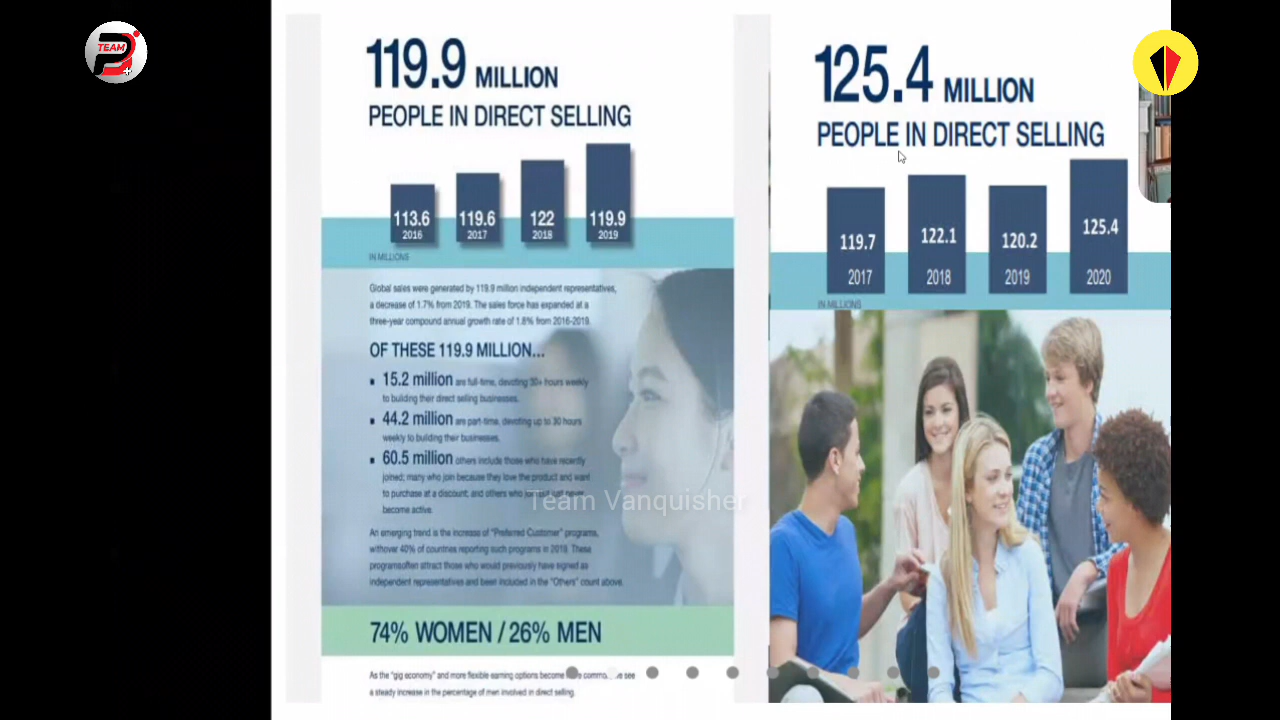 TEAM
119.9 MILLION
PEOPLE IN DIRECT SELLING
113.6
2016
119.6
2017
122
2018
119.9
2019
IN MILLIONS
Global sales were generated by 119.9 million independent representatives,
a decrease of 1.7% from 2019. The sales force has expanded at a
three-year compound annual growth rate of 1.8% from 2016-2019.
OF THESE 119.9 MILLION...
15.2 million are full-time, devoting 30+ hours weekly
to building their direct selling businesses.
44.2 million are part-time, devoting up to 30 hours
weekly to building their businesses.
60.5 million others include those who have recently
joined; many who join because they love the product and want
to purchase at a discount; and others who just never
become active.
An emerging trend is the increase of "Preferred Customer" programs,
withover 40% of countries reporting such programs in 2019. These
programsoften attract those who would previously have signed as
independent representatives and been included in the "Others" count above.
74% WOMEN / 26% MEN
As the "gig economy" and more flexible earning options become see
a steady increase in the percentage of men involved in direct selling.
125.4 MILLION
PEOPLE IN DIRECT SELLING
119.7
2017
122.1
2018
120.2
2019
125.4
2020
IN MILLIONS
Team Vanquisher